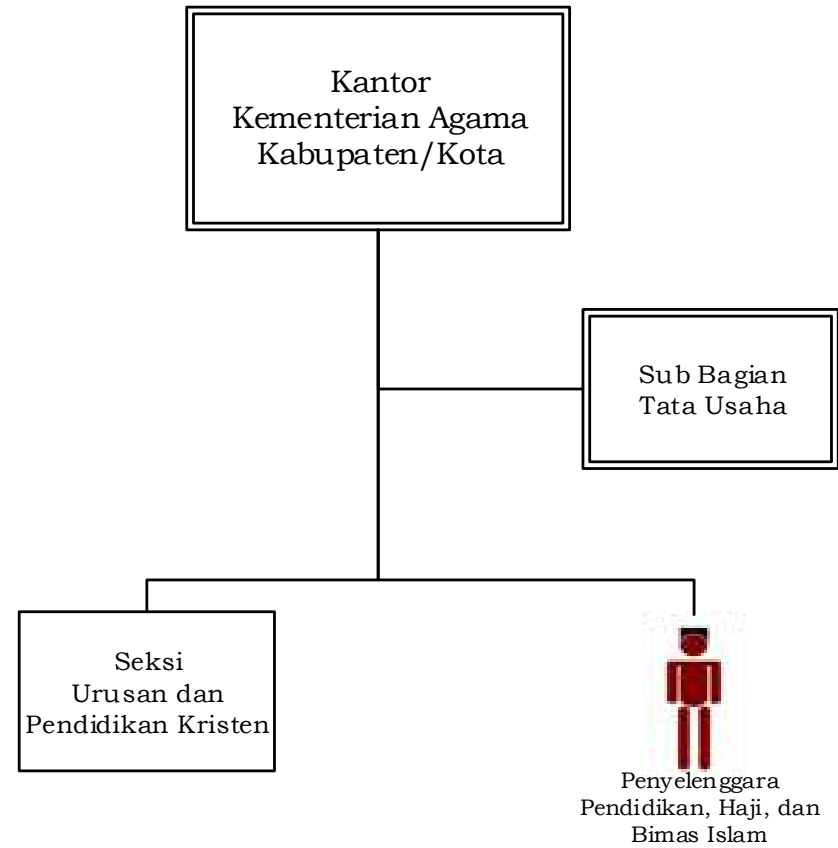 Kantor
Kementerian Agama
Kabupaten/Kota
Sub Bagian
Tata Usaha
Seksi
Urusan dan
Pendidikan Kristen
Penyelenggara
Pendidikan, Haji, dan
Bimas Islam